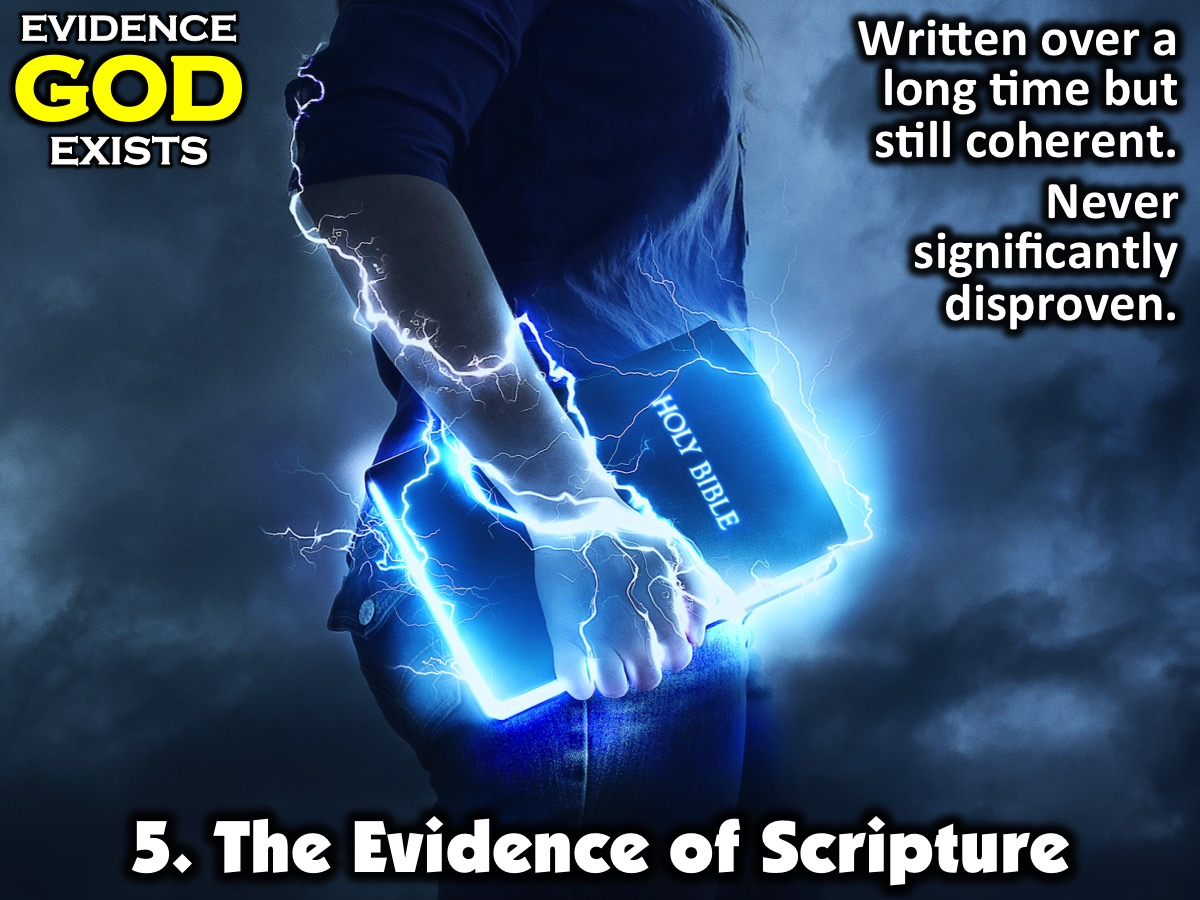 EVIDENCE
GOD
EXISTS
Written over a
long time but
still coherent.
Never
significantly
disproven.
HOLY BIBLE
5. The Evidence of Scripture